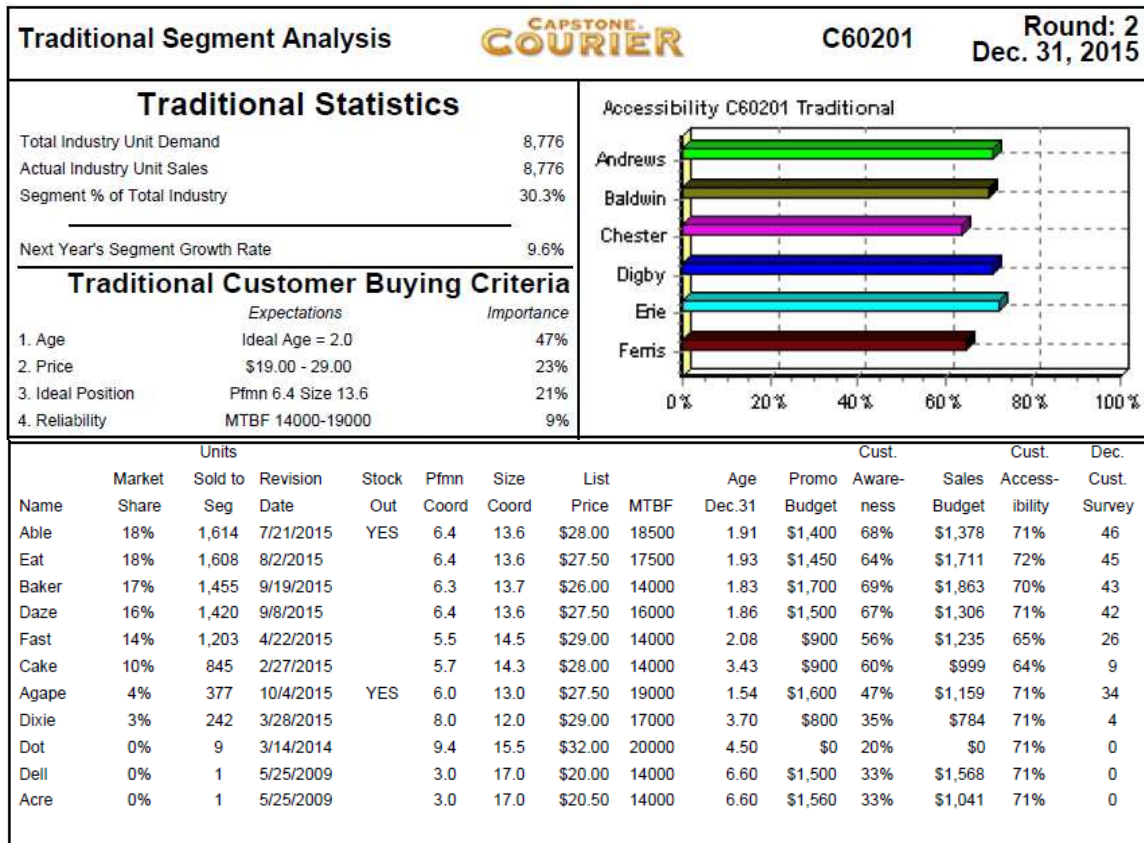 Traditional Segment Analysis
CAPSTONE
COURIER
C60201
Round: 2
Dec. 31, 2015
Traditional Statistics
Total Industry Unit Demand 8,776
Actual Industry Unit Sales 8,776
Segment % of Total Industry 30.3%
Next Year's Segment Growth Rate 9.6%
Traditional Customer Buying Criteria
Expectations Importance
1. Age Ideal Age = 2.0 47%
2. Price $19.00 - 29.00 23%
3. Ideal Position Pfmn 6.4 Size 13.6 21%
4. Reliability MTBF 14000-19000 9%
Accessibility C60201 Traditional
Andrews
Baldwin
Chester
Digby
Erie
Ferris
0 % 20 % 40 % 60 % 80 % 100 %
Units Cust. Cust. Dec.
Market Sold to Revision Stock Pfmn Size List Age Promo Aware- Sales Access- Cust.
Name Share Seg Date Out Coord Coord Price MTBF Dec.31 Budget ness Budget ibility Survey
Able 18% 1,614 7/21/2015 YES 6.4 13.6 $28.00 18500 1.91 $1,400 68% $1,378 71% 46
Eat 18% 1,608 8/2/2015 6.4 13.6 $27.50 17500 1.93 $1,450 64% $1,711 72% 45
Baker 17% 1,455 9/19/2015 6.3 13.7 $26.00 14000 1.83 $1,700 69% $1,863 70% 43
Daze 16% 1,420 9/8/2015 6.4 13.6 $27.50 16000 1.86 $1,500 67% $1,306 71% 42
Fast 14% 1,203 4/22/2015 5.5 14.5 $29.00 14000 2.08 $900 56% $1,235 65% 26
Cake 10% 845 2/27/2015 5.7 14.3 $28.00 14000 3.43 $900 60% $999 64% 9
Agape 4% 377 10/4/2015 YES 6.0 13.0 $27.50 19000 1.54 $1,600 47% $1,159 71% 34
Dixie 3% 242 3/28/2015 8.0 12.0 $29.00 17000 3.70 $800 35% $784 71% 4
Dot 0% 9 3/14/2014 9.4 15.5 $32.00 20000 4.50 $0 20% $0 71% 0
Dell 0% 1 5/25/2009 3.0 17.0 $20.00 14000 6.60 $1,500 33% $1,568 71% 0
Acre 0% 1 5/25/2009 3.0 17.0 $20.50 14000 6.60 $1,560 33% $1,041 71% 0